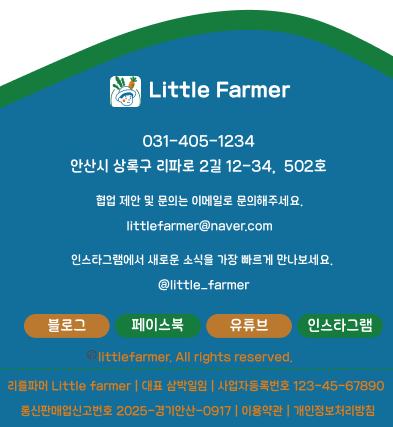 Little Farmer
031-405-1234
안산시 상록구 리파로 2길 12-34, 502호
협업 제안 및 문의는 이메일로 문의해주세요.
littlefarmer@naver.com
인스타그램에서 새로운 소식을 가장 빠르게 만나보세요.
@little_farmer
블로그 페이스북 유튜브 인스타그램
©littlefarmer. All rights reserved.
리틀파머 Little farmer | 대표 삼박일임 | 사업자등록번호 123-45-67890
통신판매업신고번호 2025-경기안산-0917 | 이용약관 | 개인정보처리방침